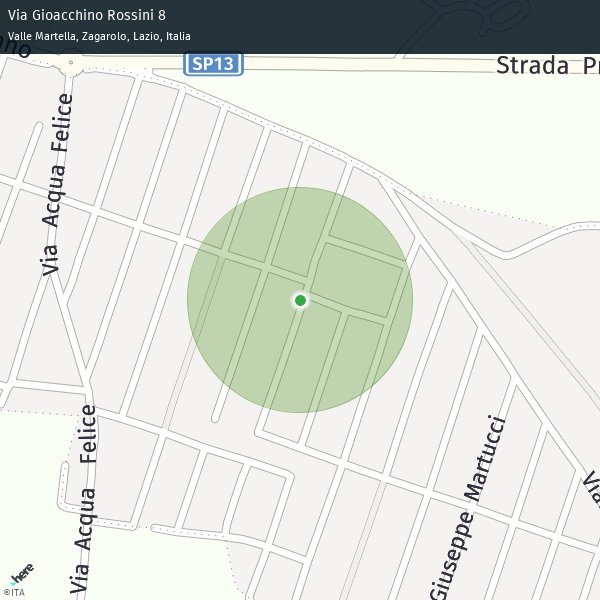 Via Gioacchino Rossini 8
Valle Martella, Zagarolo, Lazio, Italia
ano
SP13
Strada Pr
Via Acqua Felice
Via Acqua Felice
Giuseppe Martucci
Via
here
©ITA